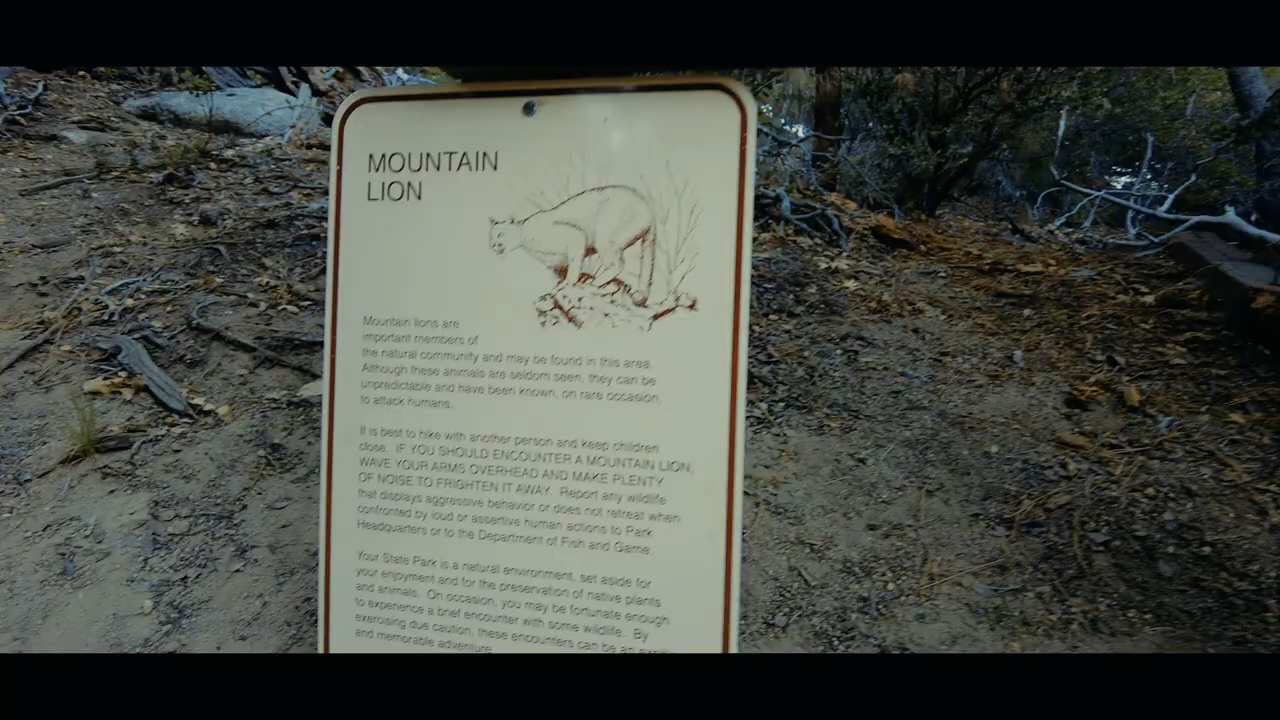 MOUNTAIN
LION
Mountain lions are
important members of
the natural community and may be found in this area.
Although these animals are seldom seen, they can be
unpredictable and have been known, on rare occasion,
to attack humans.
It is best to hike with another person and keep children
close. IF YOU SHOULD ENCOUNTER A MOUNTAIN LION,
WAVE YOUR ARMS OVERHEAD AND MAKE PLENTY
OF NOISE TO FRIGHTEN IT AWAY. Report any wildlife
that displays aggressive behavior or does not retreat when
confronted by loud or assertive human actions to Park
Headquarters or to the Department of Fish and Game.
Your State Park is a natural environment, set aside for
your enjoyment and for the preservation of native plants
and animals. On occasion, you may be fortunate enough
to experience a brief encounter with some wildlife. By
exercising due caution, these encounters can be an
and memorable adventure.